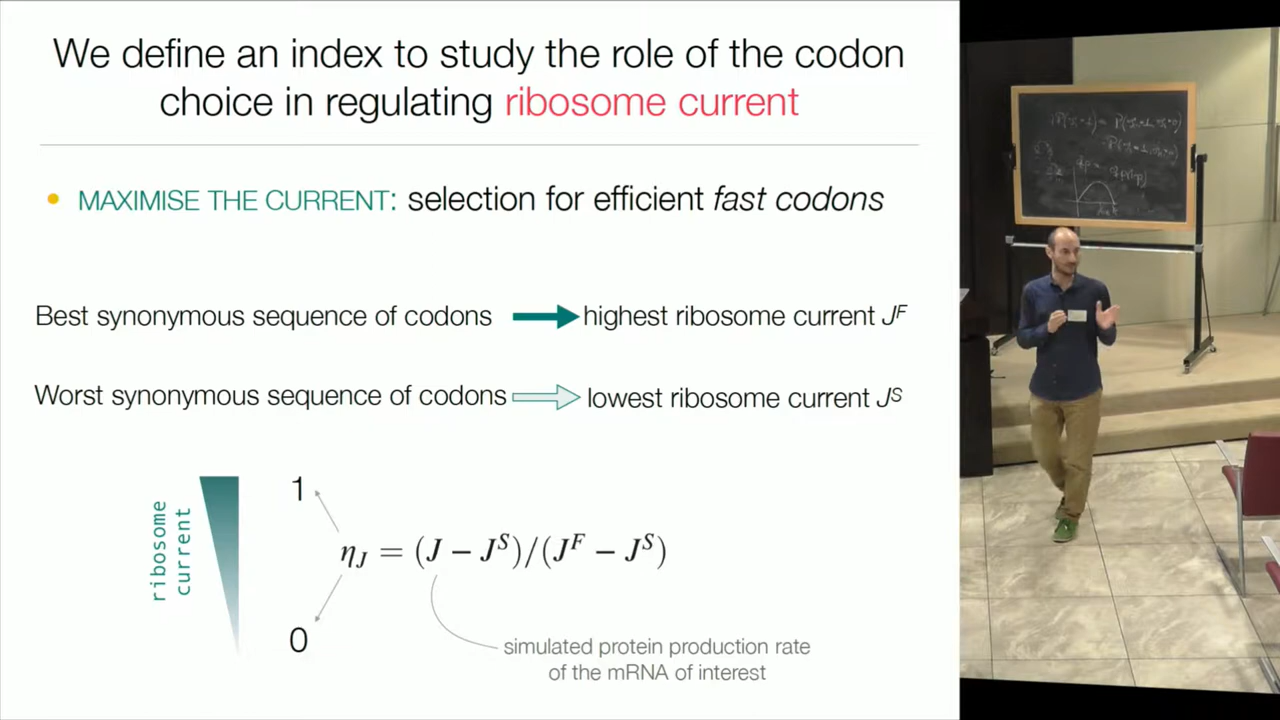 We define an index to study the role of the codon
choice in regulating ribosome current
• MAXIMISE THE CURRENT: selection for efficient fast codons
Best synonymous sequence of codons → highest ribosome current J^F
Worst synonymous sequence of codons ⇨ lowest ribosome current J^S
ribosome
current
1
η_J = (J − J^S)/(J^F − J^S)
0
simulated protein production rate
of the mRNA of interest